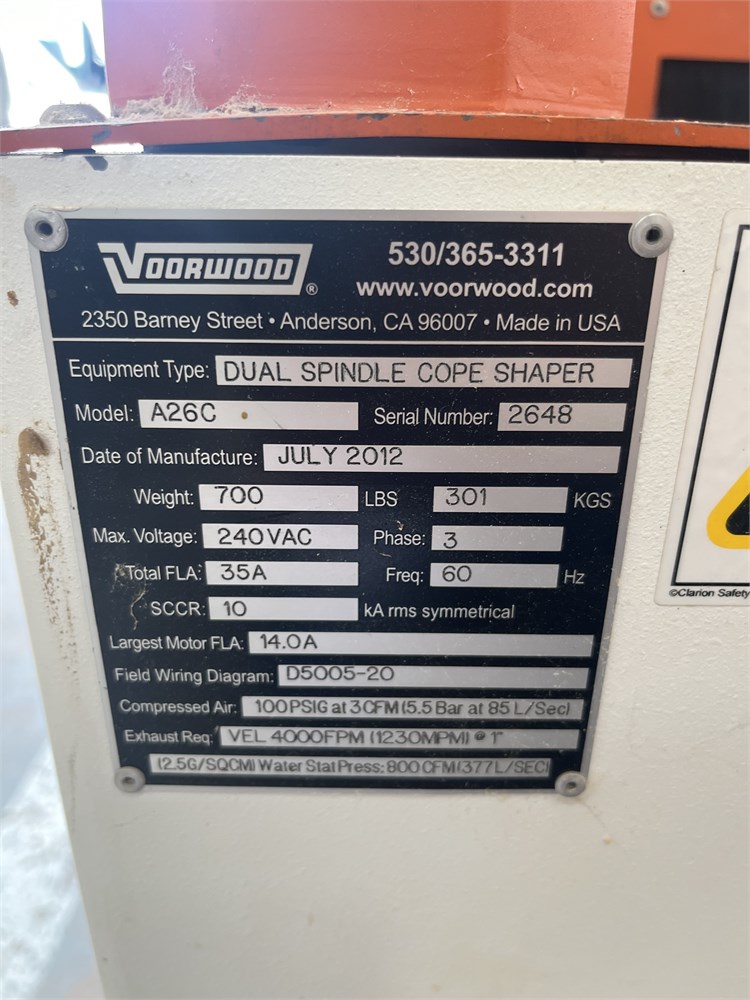 VOORWOOD®
530/365-3311
www.voorwood.com
2350 Barney Street • Anderson, CA 96007 • Made in USA
Equipment Type: DUAL SPINDLE COPE SHAPER
Model: A26C Serial Number: 2648
Date of Manufacture: JULY 2012
Weight: 700 LBS 301 KGS
Max. Voltage: 240VAC Phase: 3
Total FLA: 35A Freq: 60 Hz
SCCR: 10 kA rms symmetrical
Largest Motor FLA: 14.0A
Field Wiring Diagram: D5005-20
Compressed Air: 100PSIG at 3CFM (5.5 Bar at 85 L/Sec)
Exhaust Req: VEL 4000FPM (1230MPM) @ 1"
(2.5G/SQCM) Water Stat Press: 800 CFM (377L/SEC)
©Clarion Safety